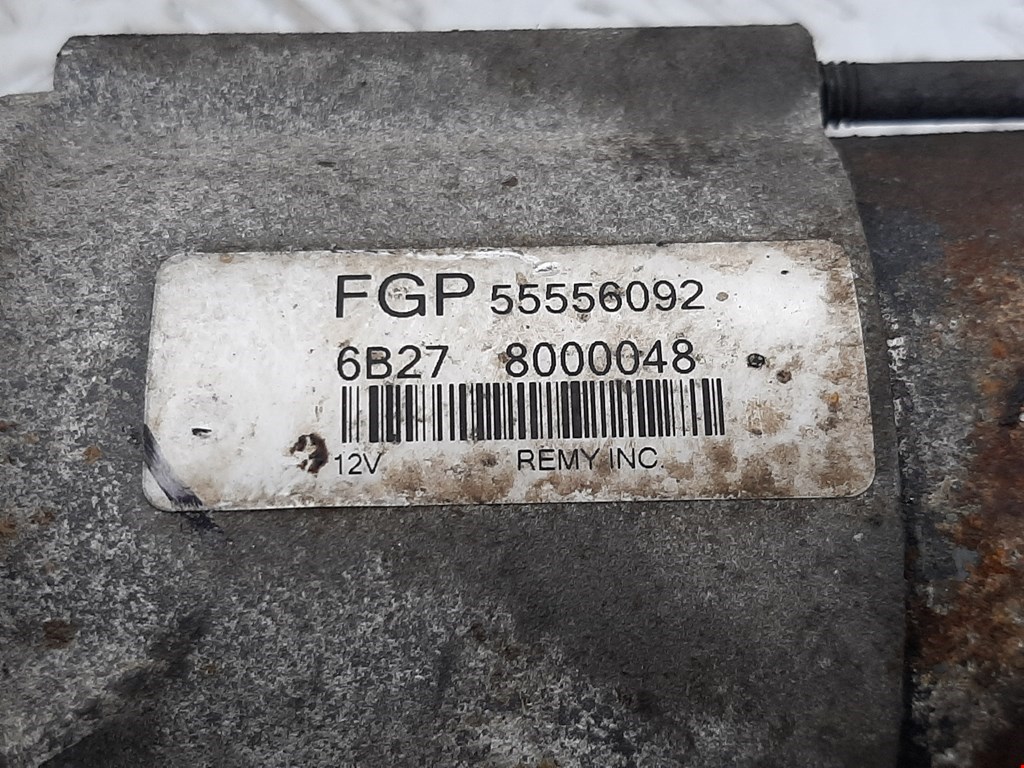 FGP 55556092
6B27 8000048
12V REMY INC.